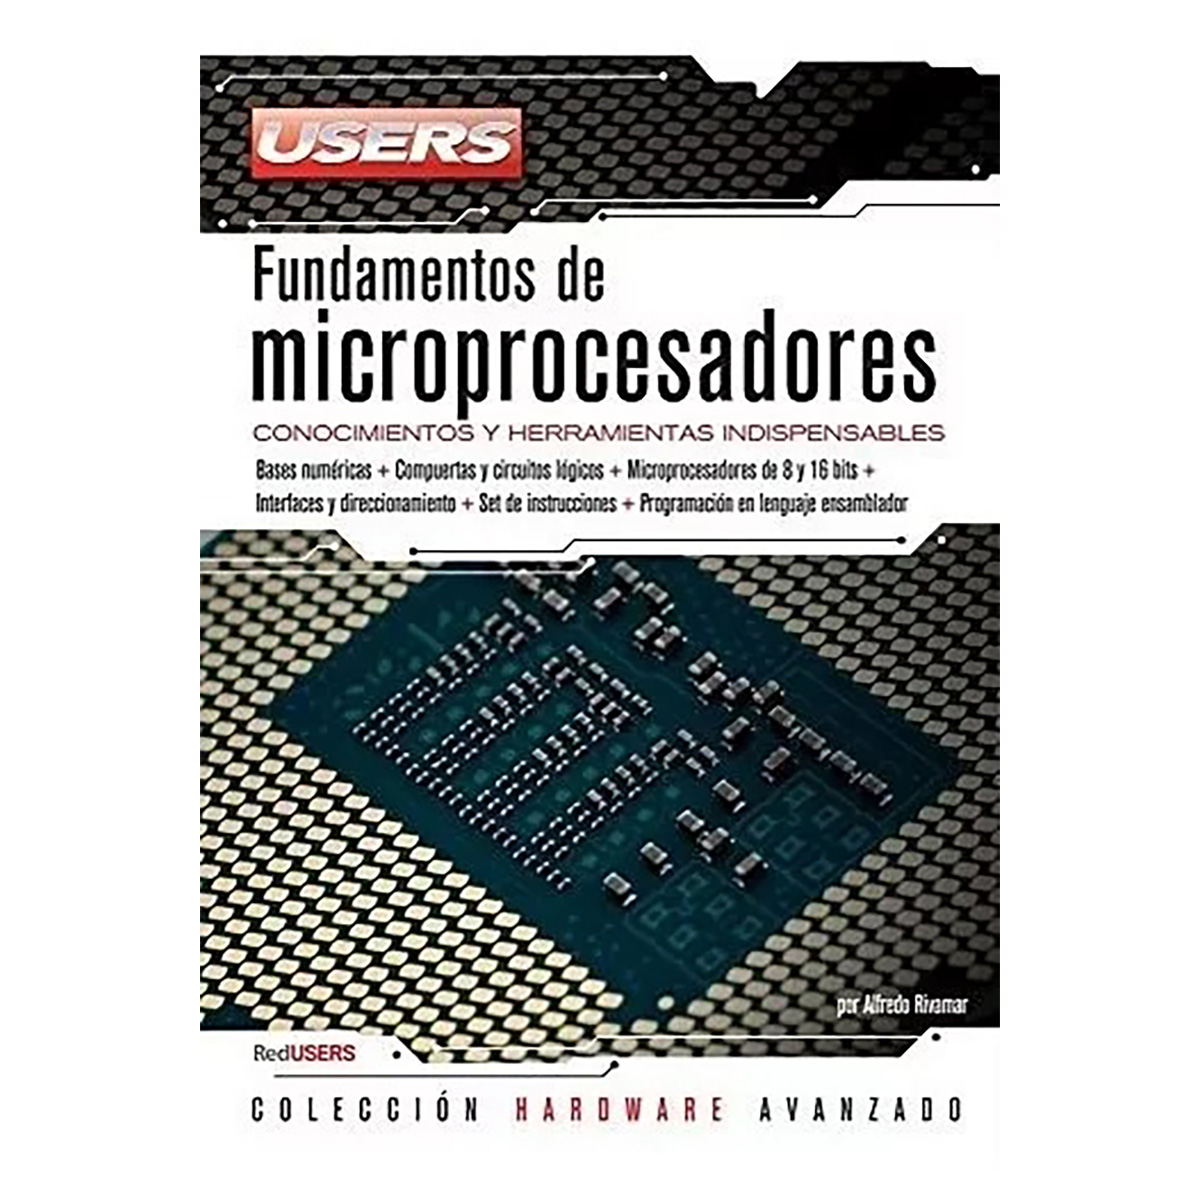 USERS
Fundamentos de
microprocesadores
CONOCIMIENTOS Y HERRAMIENTAS INDISPENSABLES
Bases numéricas + Compuertas y circuitos lógicos + Microprocesadores de 8 y 16 bits +
Interfaces y direccionamiento + Set de instrucciones + Programación en lenguaje ensamblador
por Alfredo Rivamar
RedUSERS
COLECCIÓN HARDWARE AVANZADO